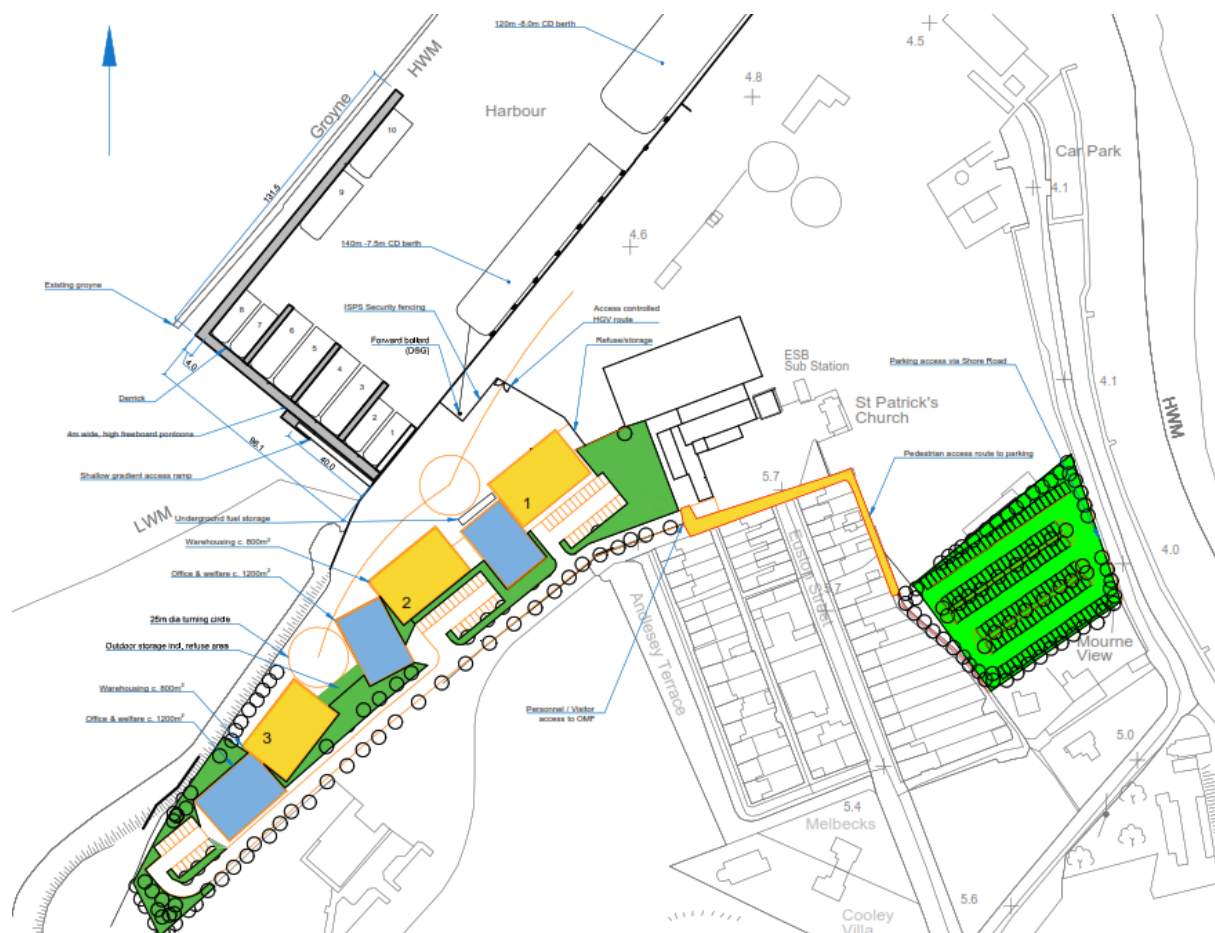 120m -8.0m CD berth
4.5
HWM
4.8
Groyne
Harbour
10
Car Park
9
131.5
4.1
4.6
140m -7.5m CD berth
Existing groyne
ISPS Security fencing
Access controlled
HGV route
8
7
6
5
4
3
2
1
Forward bollard
(DSG)
Refuse/storage
ESB
Sub Station
Parking access via Shore Road
4.0
Derrick
4.1
St Patrick's
Church
HWM
4m wide, high freeboard pontoons
96.1
40.0
Pedestrian access route to parking
Shallow gradient access ramp
5.7
LWM
1
Underground fuel storage
Warehousing c. 800m²
4.0
Office & welfare c. 1200m²
2
Euston Street
5.7
Andlesey Terrace
25m dia turning circle
Mourne
View
Outdoor storage incl. refuse area
Warehousing c. 800m²
Personnel / Visitor
access to OMF
Office & welfare c. 1200m²
3
5.0
5.4
Melbecks
5.6
Cooley
Villa